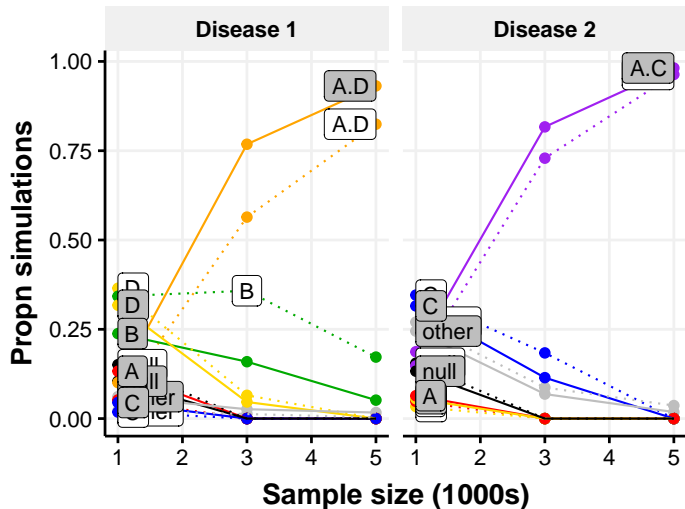 Disease 1 Disease 2
Propn simulations
1.00
0.75
0.50
0.25
0.00
A.D
A.D
B
D
D
B
A
C
A.C
C
other
null
A
1 2 3 4 5 1 2 3 4 5
Sample size (1000s)